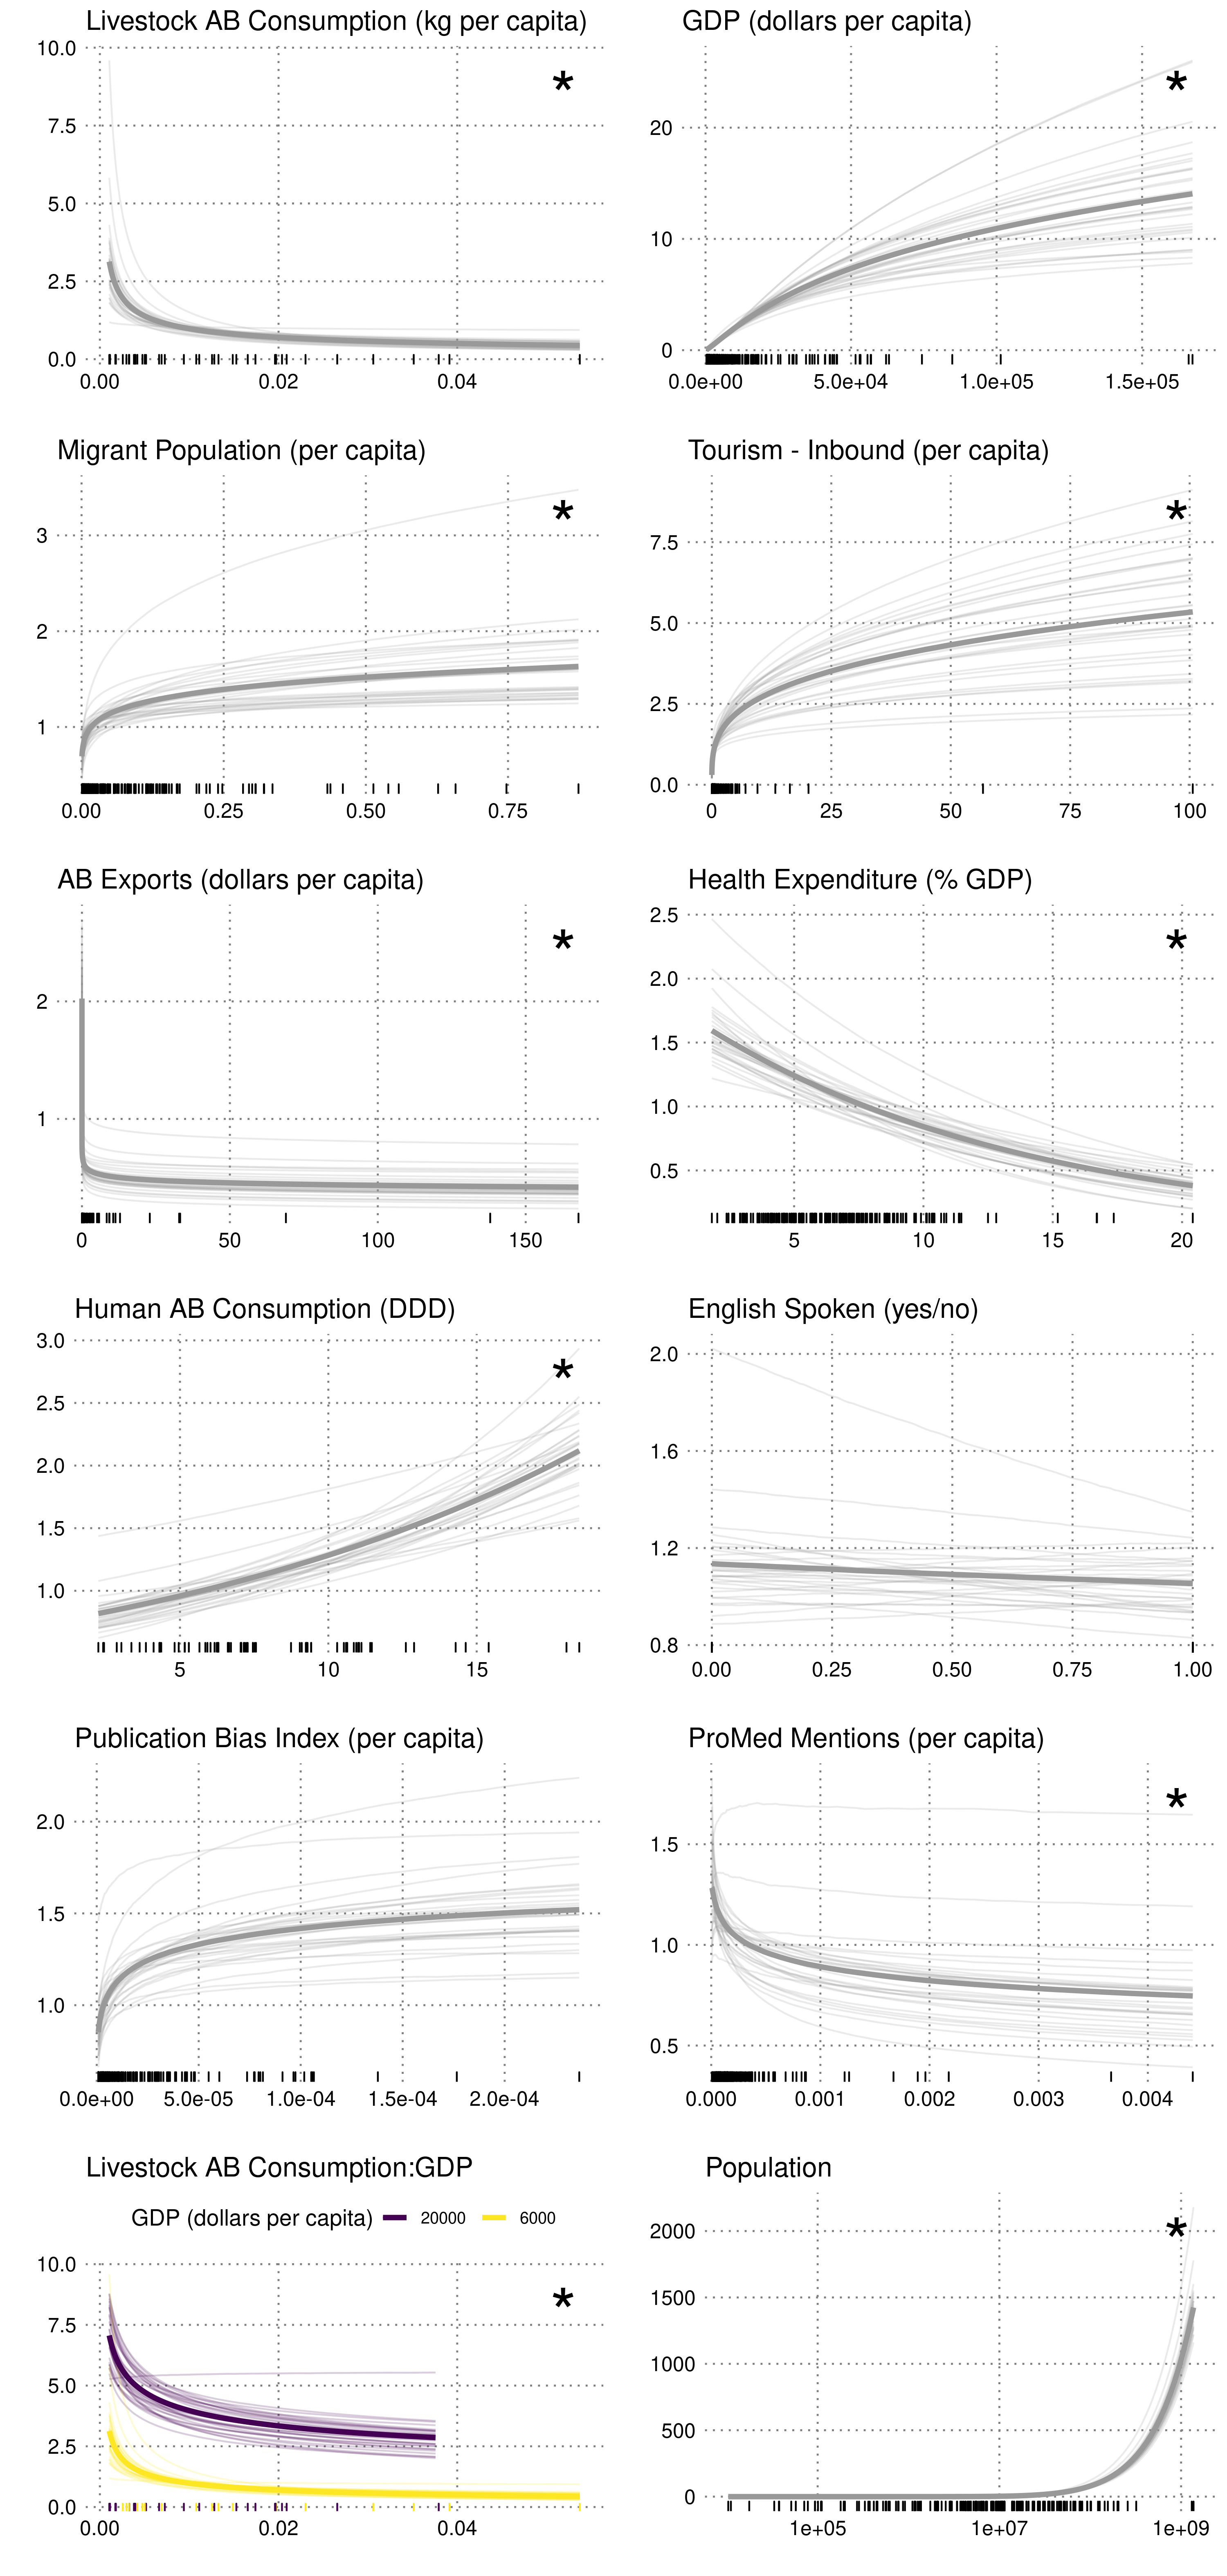 Livestock AB Consumption (kg per capita)
*
10.0
7.5
5.0
2.5
0.0
0.00 0.02 0.04
GDP (dollars per capita)
*
20
10
0
0.0e+00 5.0e+04 1.0e+05 1.5e+05
Migrant Population (per capita)
*
3
2
1
0.00 0.25 0.50 0.75
Tourism - Inbound (per capita)
*
7.5
5.0
2.5
0.0
0 25 50 75 100
AB Exports (dollars per capita)
*
2
1
0 50 100 150
Health Expenditure (% GDP)
*
2.5
2.0
1.5
1.0
0.5
5 10 15 20
Human AB Consumption (DDD)
*
3.0
2.5
2.0
1.5
1.0
5 10 15
English Spoken (yes/no)
2.0
1.6
1.2
0.8
0.00 0.25 0.50 0.75 1.00
Publication Bias Index (per capita)
2.0
1.5
1.0
0.0e+00 5.0e-05 1.0e-04 1.5e-04 2.0e-04
ProMed Mentions (per capita)
*
1.5
1.0
0.5
0.000 0.001 0.002 0.003 0.004
Livestock AB Consumption:GDP
GDP (dollars per capita) 20000 6000
*
10.0
7.5
5.0
2.5
0.0
0.00 0.02 0.04
Population
*
2000
1500
1000
500
0
1e+05 1e+07 1e+09